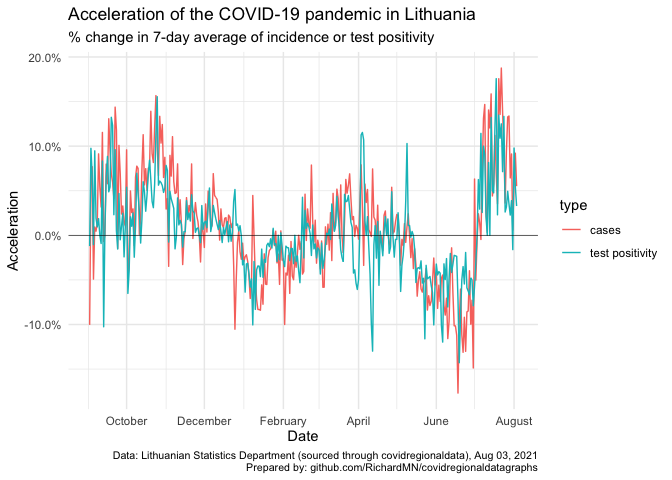 Acceleration of the COVID-19 pandemic in Lithuania
% change in 7-day average of incidence or test positivity
20.0%
10.0%
0.0%
-10.0%
Acceleration
October December February April June August
Date
type
cases
test positivity
Data: Lithuanian Statistics Department (sourced through covidregionaldata), Aug 03, 2021
Prepared by: github.com/RichardMN/covidregionaldatagraphs